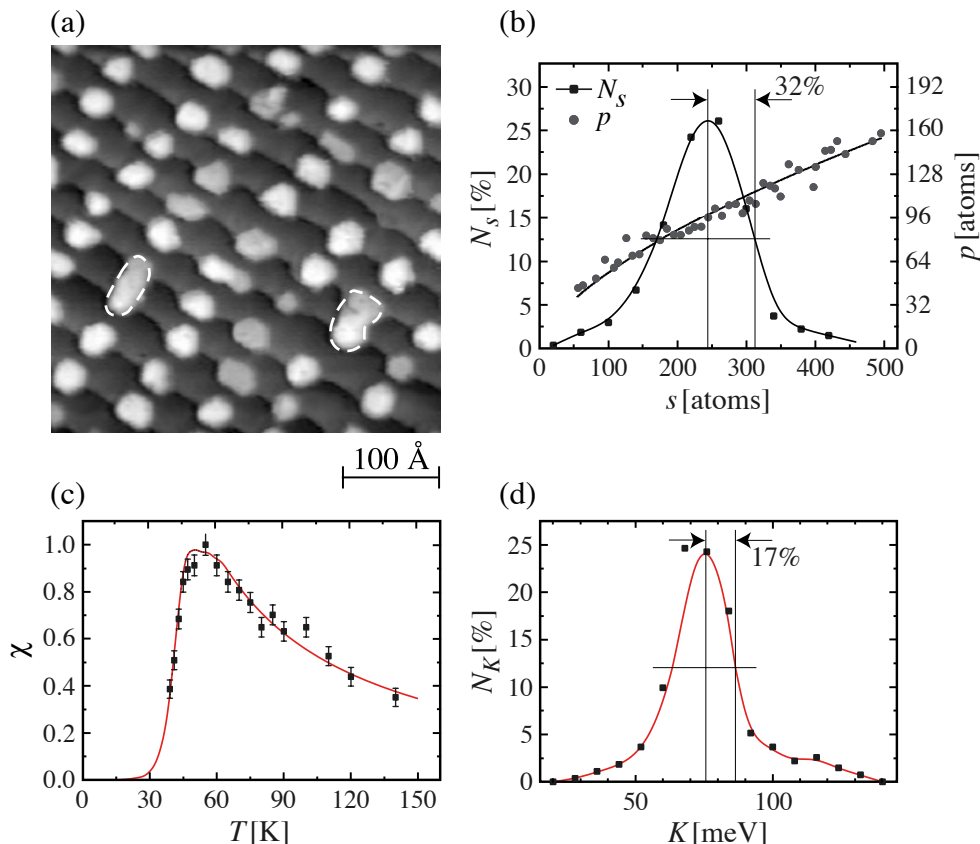 (a)
100 Å
(b)
N_s
p
32%
30
25
20
15
10
5
0
N_s [%]
192
160
128
96
64
32
0
p [atoms]
0 100 200 300 400 500
s [atoms]
(c)
1.0
0.8
0.6
0.4
0.2
0.0
χ
0 30 60 90 120 150
T [K]
(d)
17%
25
20
15
10
5
0
N_K [%]
50 100
K [meV]